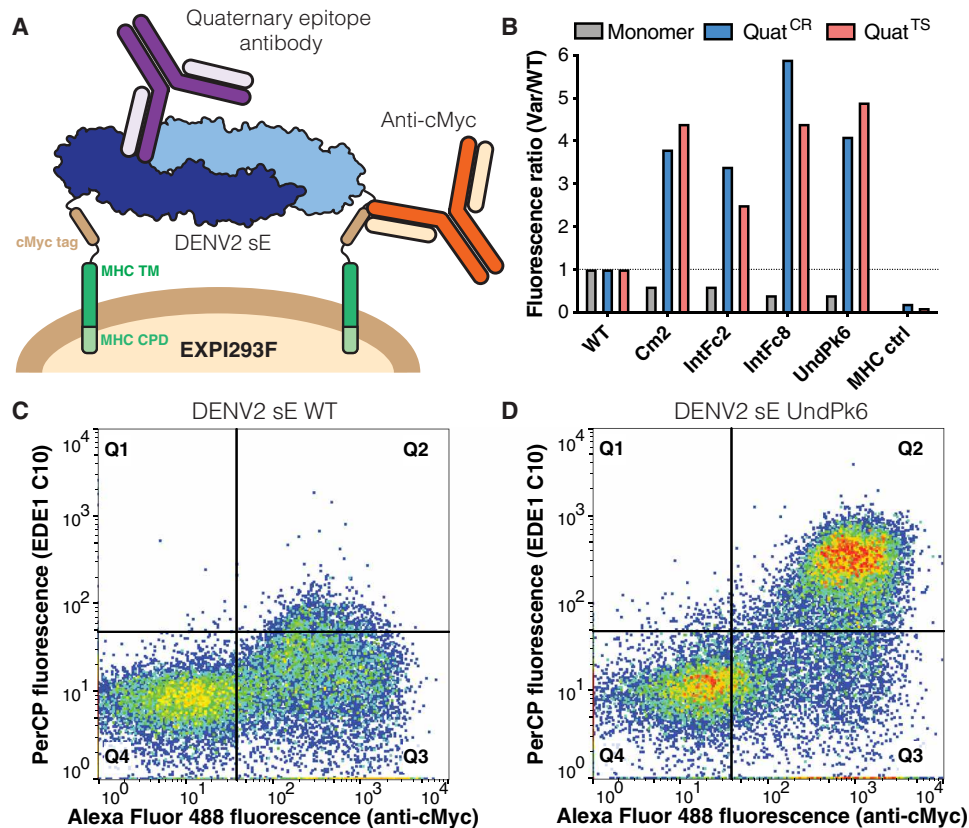 A
Quaternary epitope
antibody
Anti-cMyc
cMyc tag
DENV2 sE
MHC TM
MHC CPD
EXPI293F
B
Monomer Quat^CR Quat^TS
Fluorescence ratio (Var/WT)
6
5
4
3
2
1
0
WT
Cm2
IntFc2
IntFc8
UndPk6
MHC ctrl
C
DENV2 sE WT
PerCP fluorescence (EDE1 C10)
10^4
10^3
10^2
10^1
10^0
Q1
Q2
Q4
Q3
10^0 10^1 10^2 10^3 10^4
Alexa Fluor 488 fluorescence (anti-cMyc)
D
DENV2 sE UndPk6
PerCP fluorescence (EDE1 C10)
10^4
10^3
10^2
10^1
10^0
Q1
Q2
Q4
Q3
10^0 10^1 10^2 10^3 10^4
Alexa Fluor 488 fluorescence (anti-cMyc)